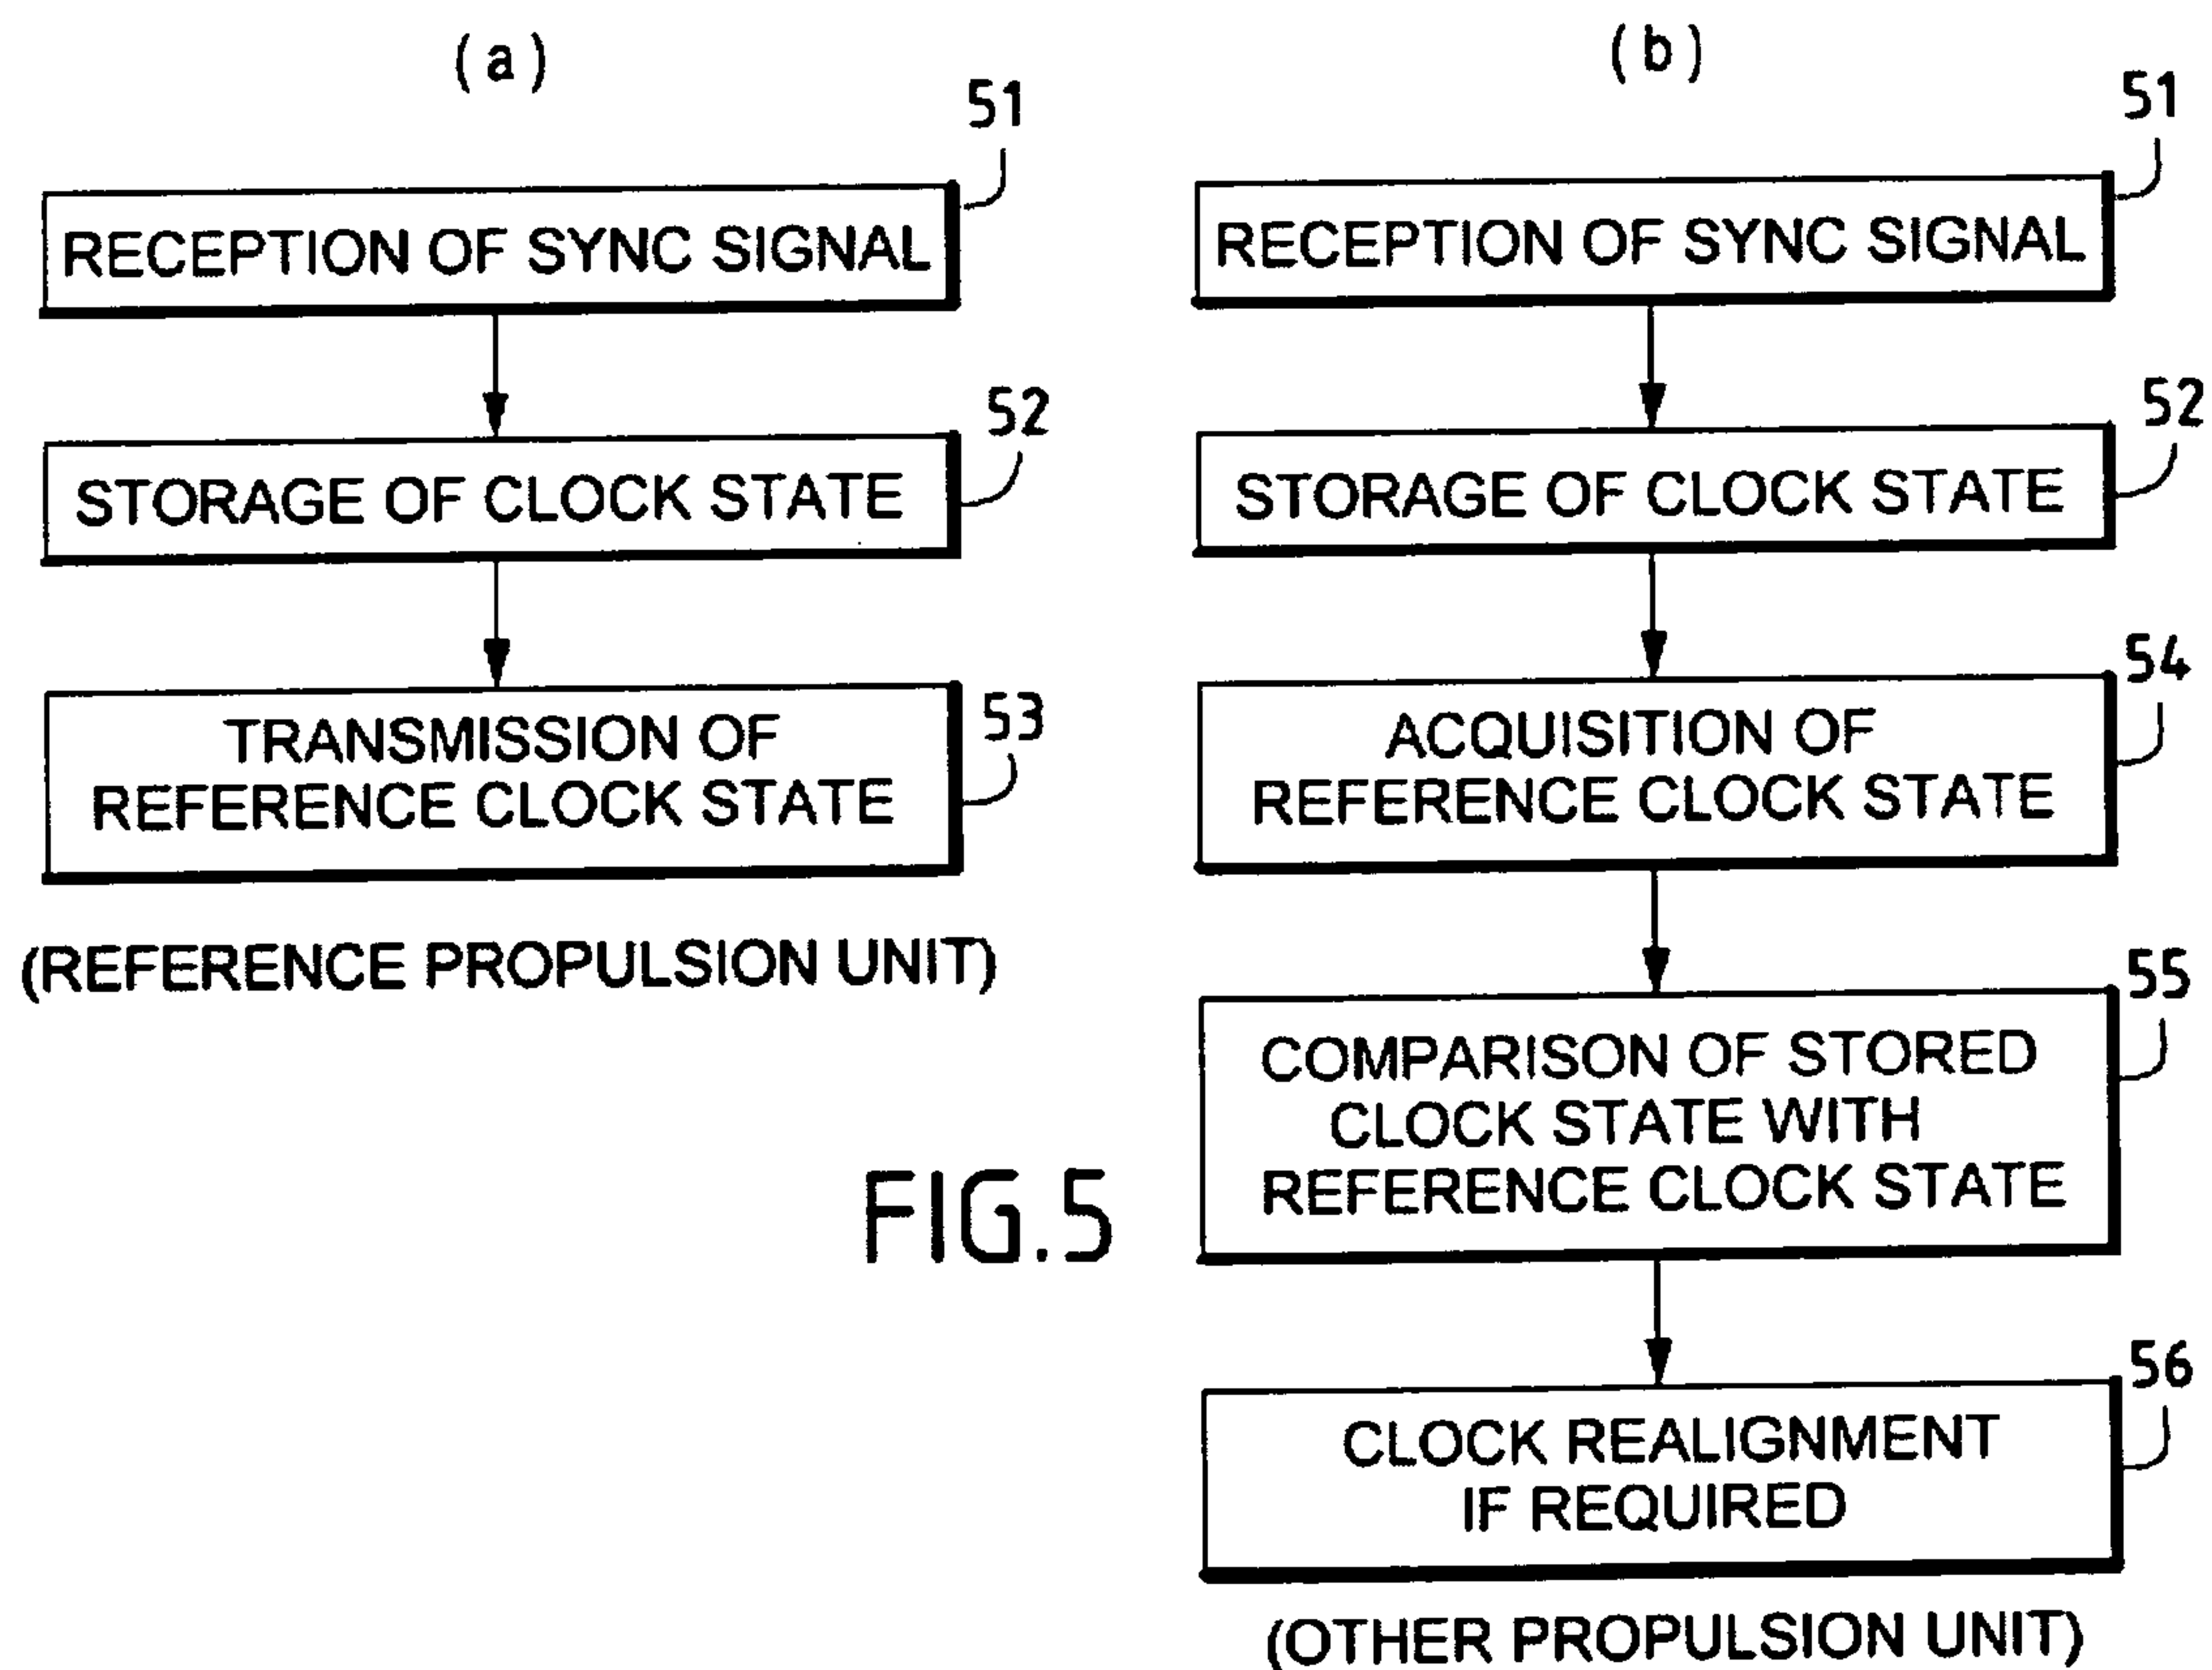 (a)
51
RECEPTION OF SYNC SIGNAL
52
STORAGE OF CLOCK STATE
53
TRANSMISSION OF
REFERENCE CLOCK STATE
(REFERENCE PROPULSION UNIT)
(b)
51
RECEPTION OF SYNC SIGNAL
52
STORAGE OF CLOCK STATE
54
ACQUISITION OF
REFERENCE CLOCK STATE
55
COMPARISON OF STORED
CLOCK STATE WITH
REFERENCE CLOCK STATE
56
CLOCK REALIGNMENT
IF REQUIRED
(OTHER PROPULSION UNIT)
FIG.5